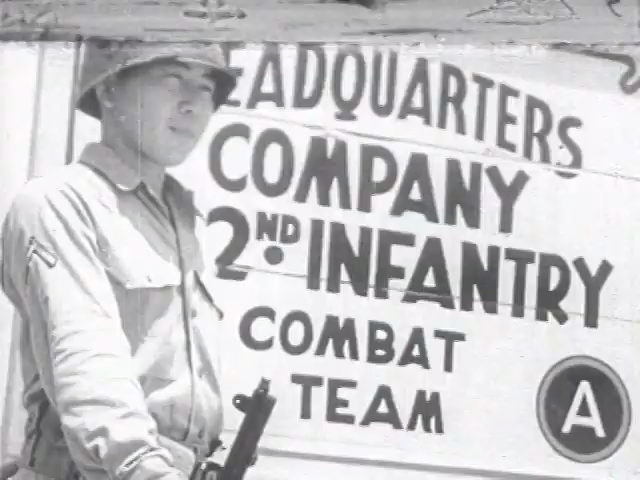 EADQUARTERS
COMPANY
2ND INFANTRY
COMBAT
TEAM
A